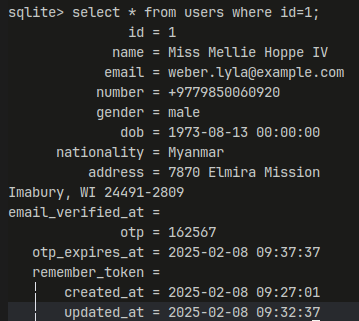 sqlite> select * from users where id=1;
id = 1
name = Miss Mellie Hoppe IV
email = weber.lyla@example.com
number = +9779850060920
gender = male
dob = 1973-08-13 00:00:00
nationality = Myanmar
address = 7870 Elmira Mission
Imabury, WI 24491-2809
email_verified_at =
otp = 162567
otp_expires_at = 2025-02-08 09:37:37
remember_token =
created_at = 2025-02-08 09:27:01
updated_at = 2025-02-08 09:32:37